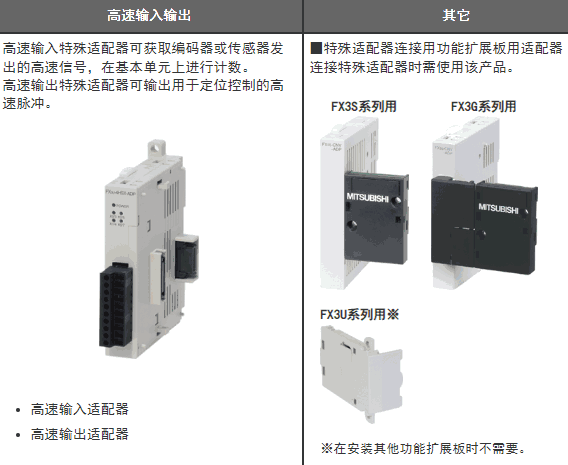 高速输入输出
高速输入特殊适配器可获取编码器或传感器发
出的高速信号，在基本单元上进行计数。
高速输出特殊适配器可输出用于定位控制的高
速脉冲。
• 高速输入适配器
• 高速输出适配器
其它
■特殊适配器连接用功能扩展板用适配器
连接特殊适配器时需使用该产品。
FX3S系列用
FX3G系列用
MITSUBISHI
MITSUBISHI
FX3U系列用※
※在安装其他功能扩展板时不需要。